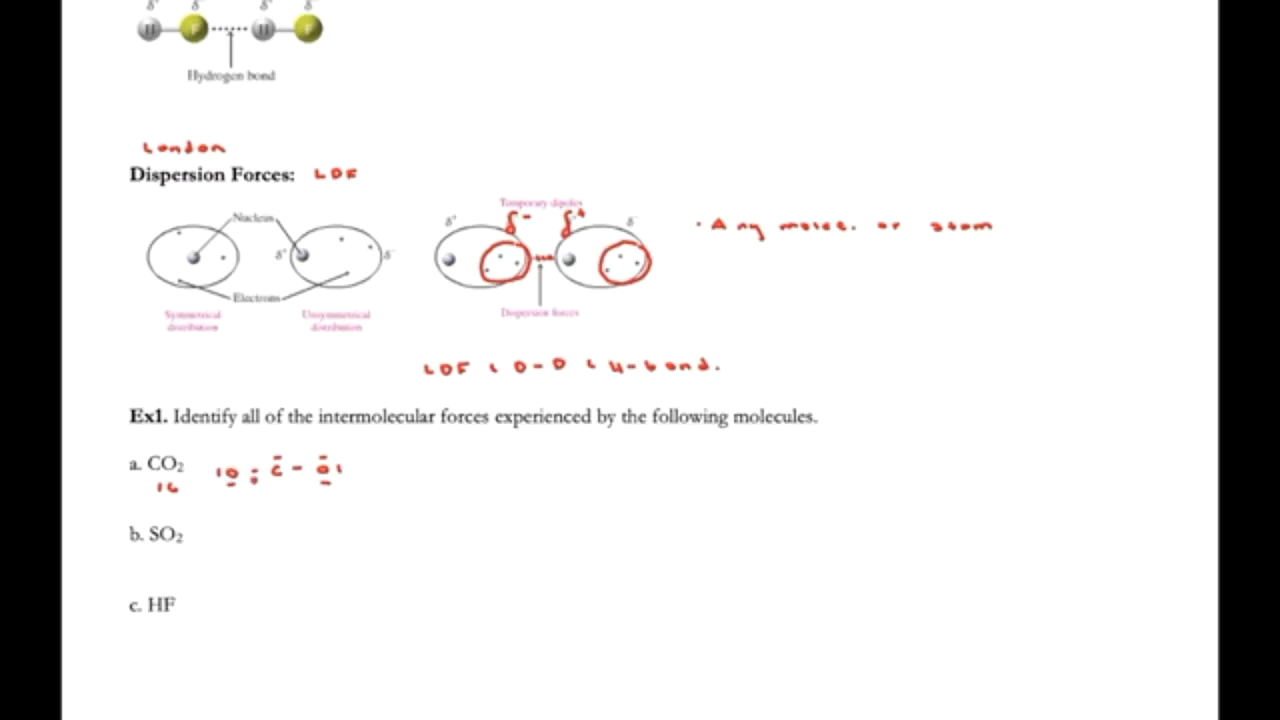 δ+ δ- δ+ δ-
H F H F
Hydrogen bond
London
Dispersion Forces: LDF
Temporary dipoles
Nucleus
δ+ δ- δ+ δ-
· Any molec. or atom
δ+ δ-
Electrons
Symmetrical distribution
Unsymmetrical distribution
Dispersion forces
LDF < D-D < H-bond.
Ex1. Identify all of the intermolecular forces experienced by the following molecules.
a. CO₂
16
b. SO₂
c. HF